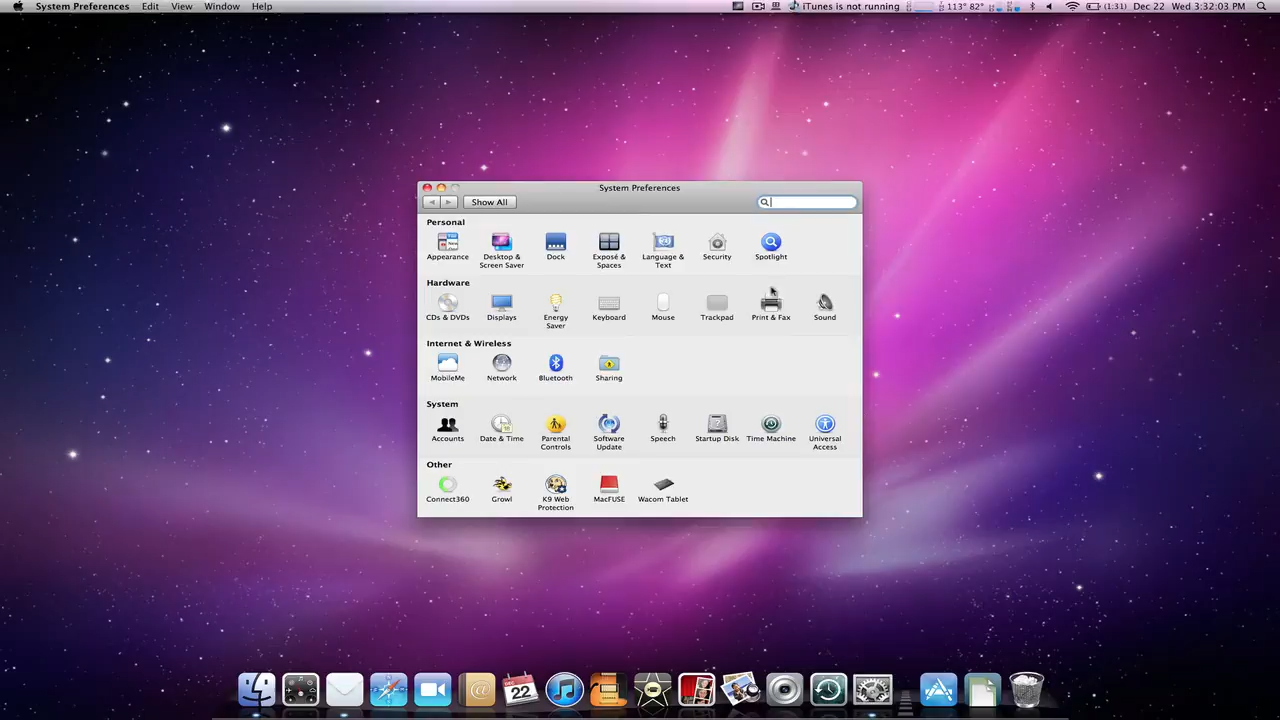 System Preferences Edit View Window Help
iTunes is not running 113° 82° (1:31) Dec 22 Wed 3:32:03 PM
System Preferences
Show All
Personal
Appearance
Desktop &
Screen Saver
Dock
Exposé &
Spaces
Language &
Text
Security
Spotlight
Hardware
CDs & DVDs
Displays
Energy
Saver
Keyboard
Mouse
Trackpad
Print & Fax
Sound
Internet & Wireless
MobileMe
Network
Bluetooth
Sharing
System
Accounts
Date & Time
Parental
Controls
Software
Update
Speech
Startup Disk
Time Machine
Universal
Access
Other
Connect360
Growl
K9 Web
Protection
MacFUSE
Wacom Tablet
DEC
22